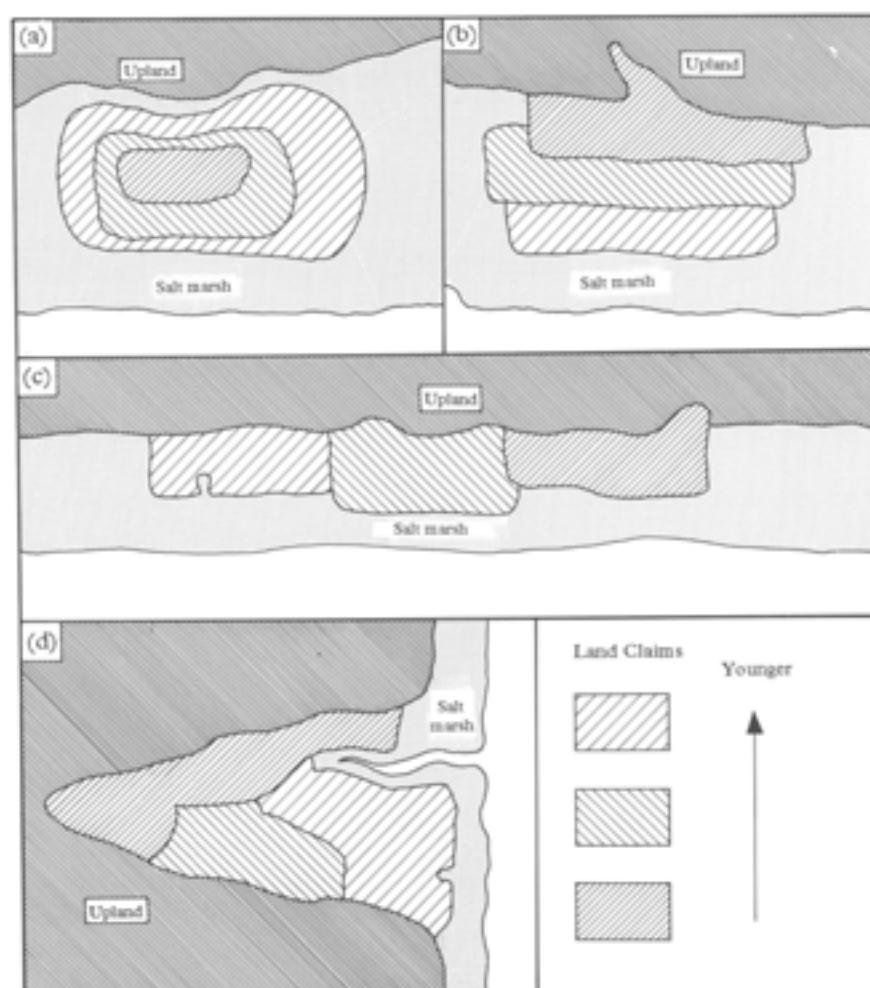 (a)
Upland
Salt marsh
(b)
Upland
Salt marsh
(c)
Upland
Salt marsh
(d)
Salt
marsh
Upland
Land Claims
Younger